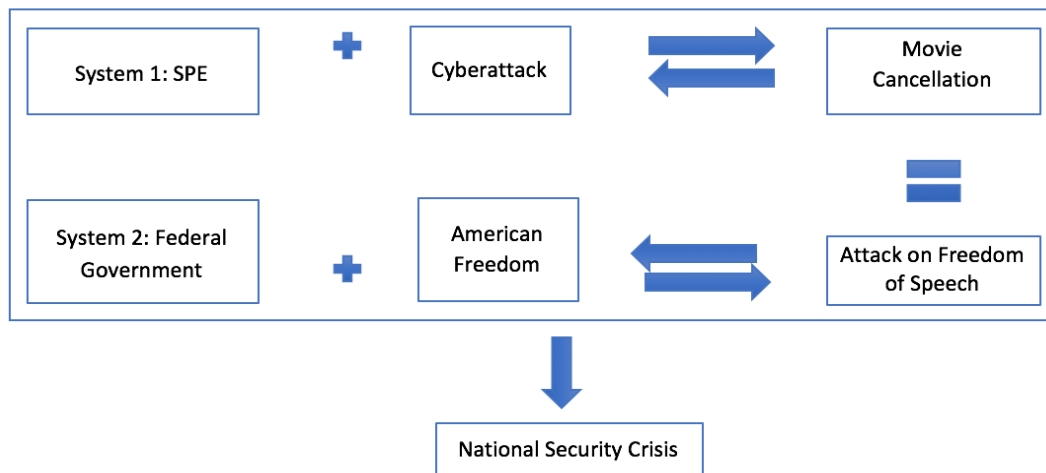 System 1: SPE
Cyberattack
Movie
Cancellation
System 2: Federal
Government
American
Freedom
Attack on Freedom
of Speech
National Security Crisis